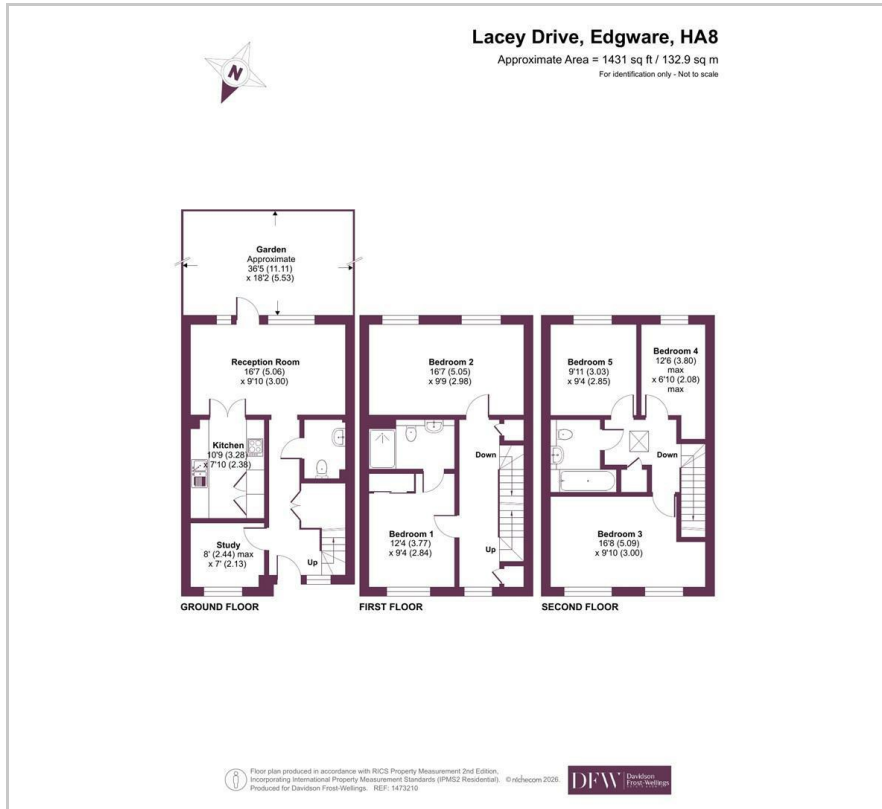 Lacey Drive, Edgware, HA8
Approximate Area = 1431 sq ft / 132.9 sq m
For identification only - Not to scale
N
Garden
Approximate
36'5 (11.11)
x 18'2 (5.53)
Reception Room
16'7 (5.06)
x 9'10 (3.00)
Kitchen
10'9 (3.28)
x 7'10 (2.38)
Study
8' (2.44) max
x 7' (2.13)
Up
GROUND FLOOR
Bedroom 2
16'7 (5.05)
x 9'9 (2.98)
Down
Bedroom 1
12'4 (3.77)
x 9'4 (2.84)
Up
FIRST FLOOR
Bedroom 5
9'11 (3.03)
x 9'4 (2.85)
Bedroom 4
12'6 (3.80)
max
x 6'10 (2.08)
max
Down
Bedroom 3
16'8 (5.09)
x 9'10 (3.00)
SECOND FLOOR
Floor plan produced in accordance with RICS Property Measurement 2nd Edition,
Incorporating International Property Measurement Standards (IPMS2 Residential). © nichecom 2026.
Produced for Davidson Frost-Wellings. REF: 1473210
DFW
Davidson
Frost-Wellings